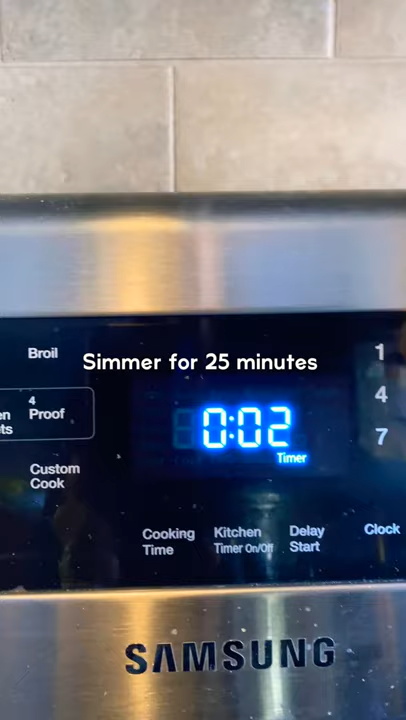 Broil
Simmer for 25 minutes
1
4
Proof
4
0:02
Timer
7
Custom
Cook
Cooking
Time
Kitchen
Timer On/Off
Delay
Start
Clock
SAMSUNG